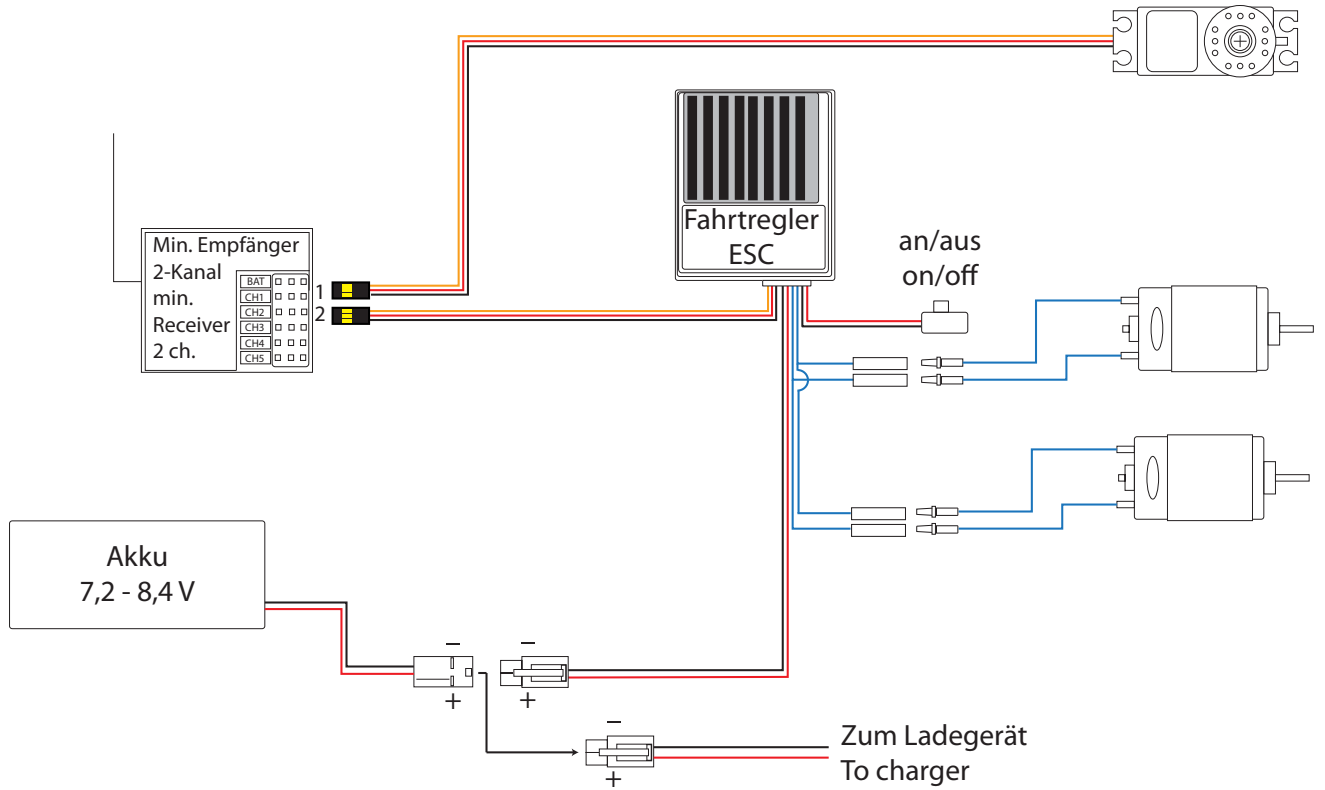 Fahrtregler
ESC
an/aus
on/off
Min. Empfänger
2-Kanal
min.
Receiver
2 ch.
BAT
CH1
CH2
CH3
CH4
CH5
1
2
Akku
7,2 - 8,4 V
–
+
–
+
–
+
Zum Ladegerät
To charger